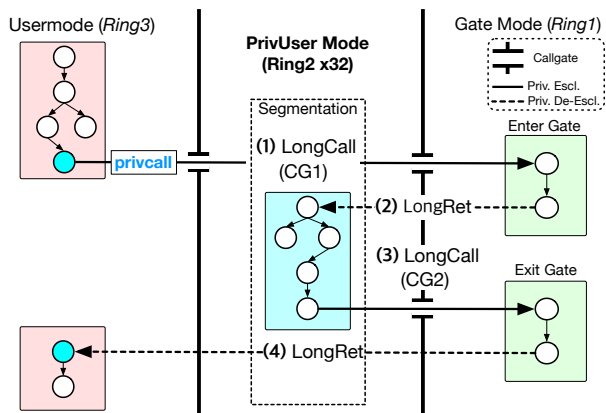 Usermode (Ring3)
PrivUser Mode
(Ring2 x32)
Gate Mode (Ring1)
Callgate
Priv. Escl.
Priv. De-Escl.
Segmentation
Enter Gate
privcall
(1) LongCall
(CG1)
(2) LongRet
(3) LongCall
(CG2)
Exit Gate
(4) LongRet